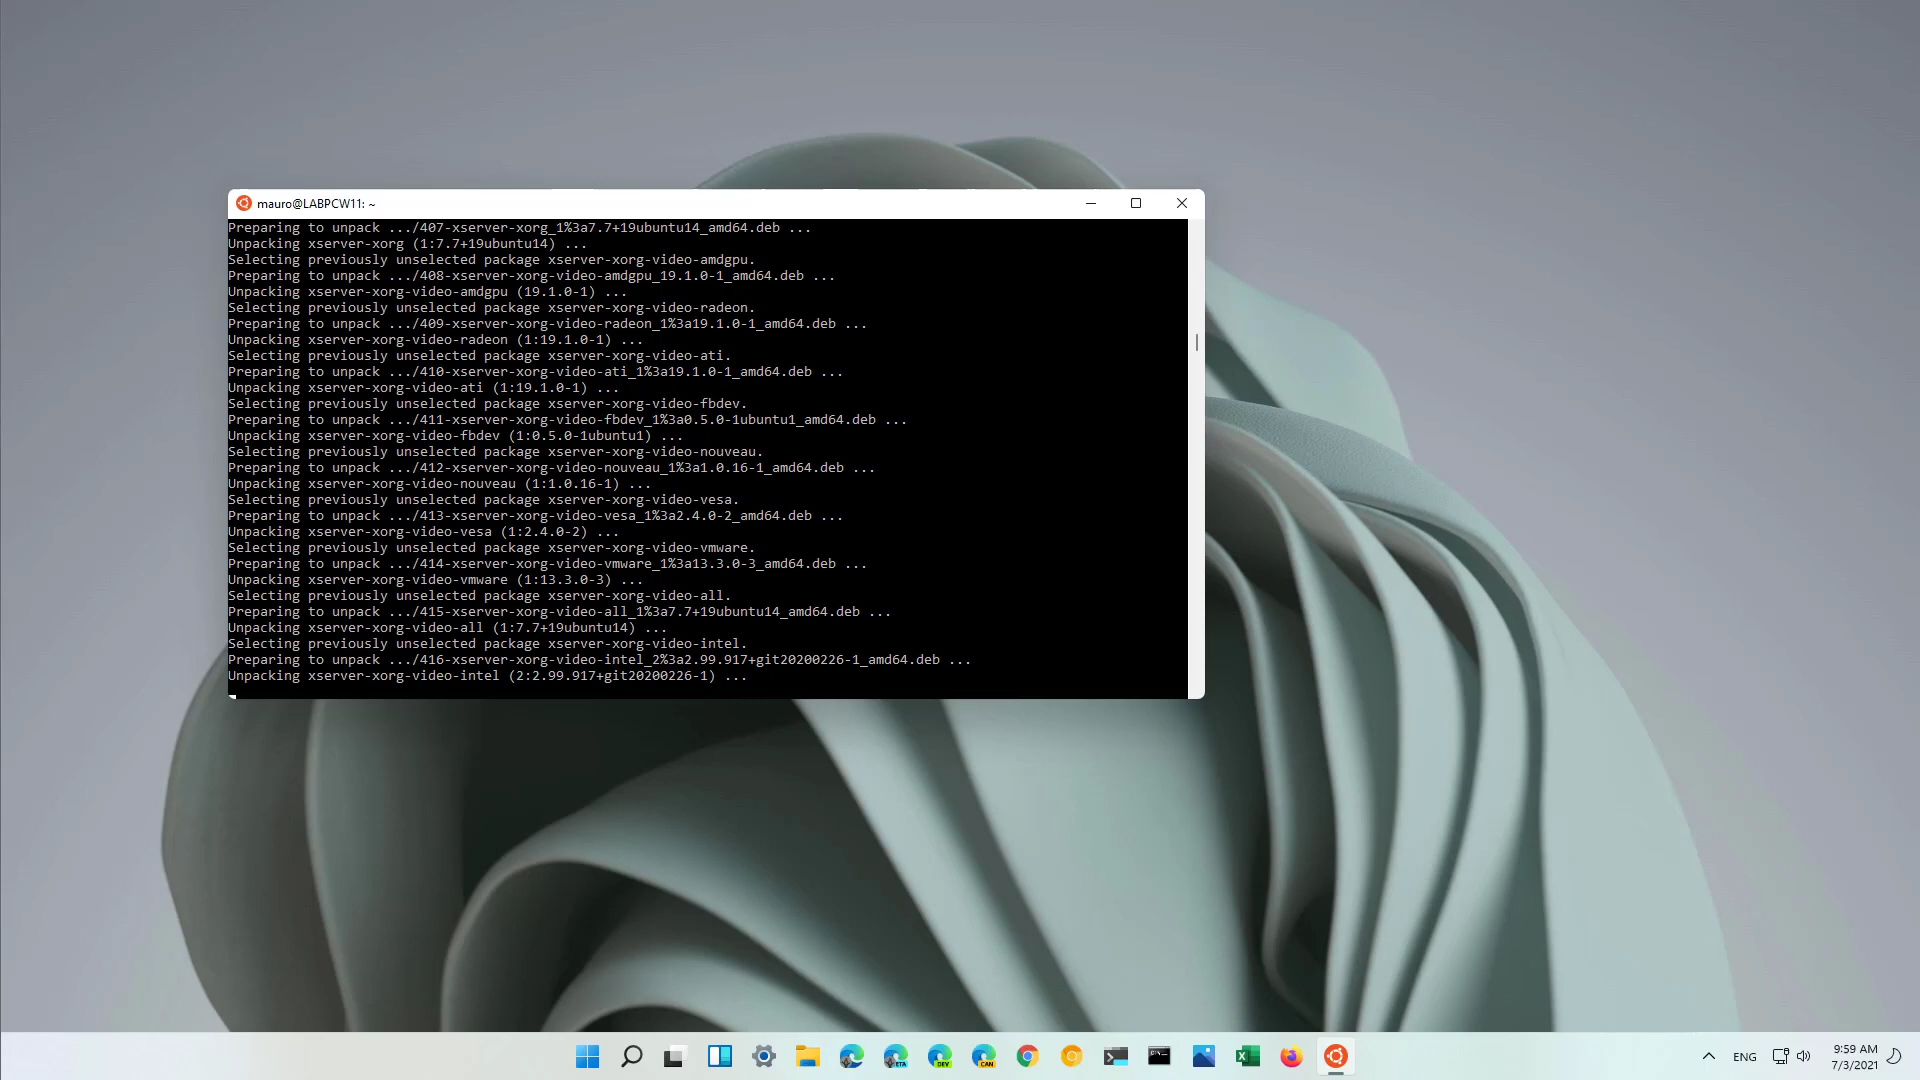 mauro@LABPCW11: ~
Preparing to unpack .../407-xserver-xorg_1%3a7.7+19ubuntu14_amd64.deb ...
Unpacking xserver-xorg (1:7.7+19ubuntu14) ...
Selecting previously unselected package xserver-xorg-video-amdgpu.
Preparing to unpack .../408-xserver-xorg-video-amdgpu_19.1.0-1_amd64.deb ...
Unpacking xserver-xorg-video-amdgpu (19.1.0-1) ...
Selecting previously unselected package xserver-xorg-video-radeon.
Preparing to unpack .../409-xserver-xorg-video-radeon_1%3a19.1.0-1_amd64.deb ...
Unpacking xserver-xorg-video-radeon (1:19.1.0-1) ...
Selecting previously unselected package xserver-xorg-video-ati.
Preparing to unpack .../410-xserver-xorg-video-ati_1%3a19.1.0-1_amd64.deb ...
Unpacking xserver-xorg-video-ati (1:19.1.0-1) ...
Selecting previously unselected package xserver-xorg-video-fbdev.
Preparing to unpack .../411-xserver-xorg-video-fbdev_1%3a0.5.0-1ubuntu1_amd64.deb ...
Unpacking xserver-xorg-video-fbdev (1:0.5.0-1ubuntu1) ...
Selecting previously unselected package xserver-xorg-video-nouveau.
Preparing to unpack .../412-xserver-xorg-video-nouveau_1%3a1.0.16-1_amd64.deb ...
Unpacking xserver-xorg-video-nouveau (1:1.0.16-1) ...
Selecting previously unselected package xserver-xorg-video-vesa.
Preparing to unpack .../413-xserver-xorg-video-vesa_1%3a2.4.0-2_amd64.deb ...
Unpacking xserver-xorg-video-vesa (1:2.4.0-2) ...
Selecting previously unselected package xserver-xorg-video-vmware.
Preparing to unpack .../414-xserver-xorg-video-vmware_1%3a13.3.0-3_amd64.deb ...
Unpacking xserver-xorg-video-vmware (1:13.3.0-3) ...
Selecting previously unselected package xserver-xorg-video-all.
Preparing to unpack .../415-xserver-xorg-video-all_1%3a7.7+19ubuntu14_amd64.deb ...
Unpacking xserver-xorg-video-all (1:7.7+19ubuntu14) ...
Selecting previously unselected package xserver-xorg-video-intel.
Preparing to unpack .../416-xserver-xorg-video-intel_2%3a2.99.917+git20200226-1_amd64.deb ...
Unpacking xserver-xorg-video-intel (2:2.99.917+git20200226-1) ...
BETA DEV CAN
ENG
9:59 AM
7/3/2021